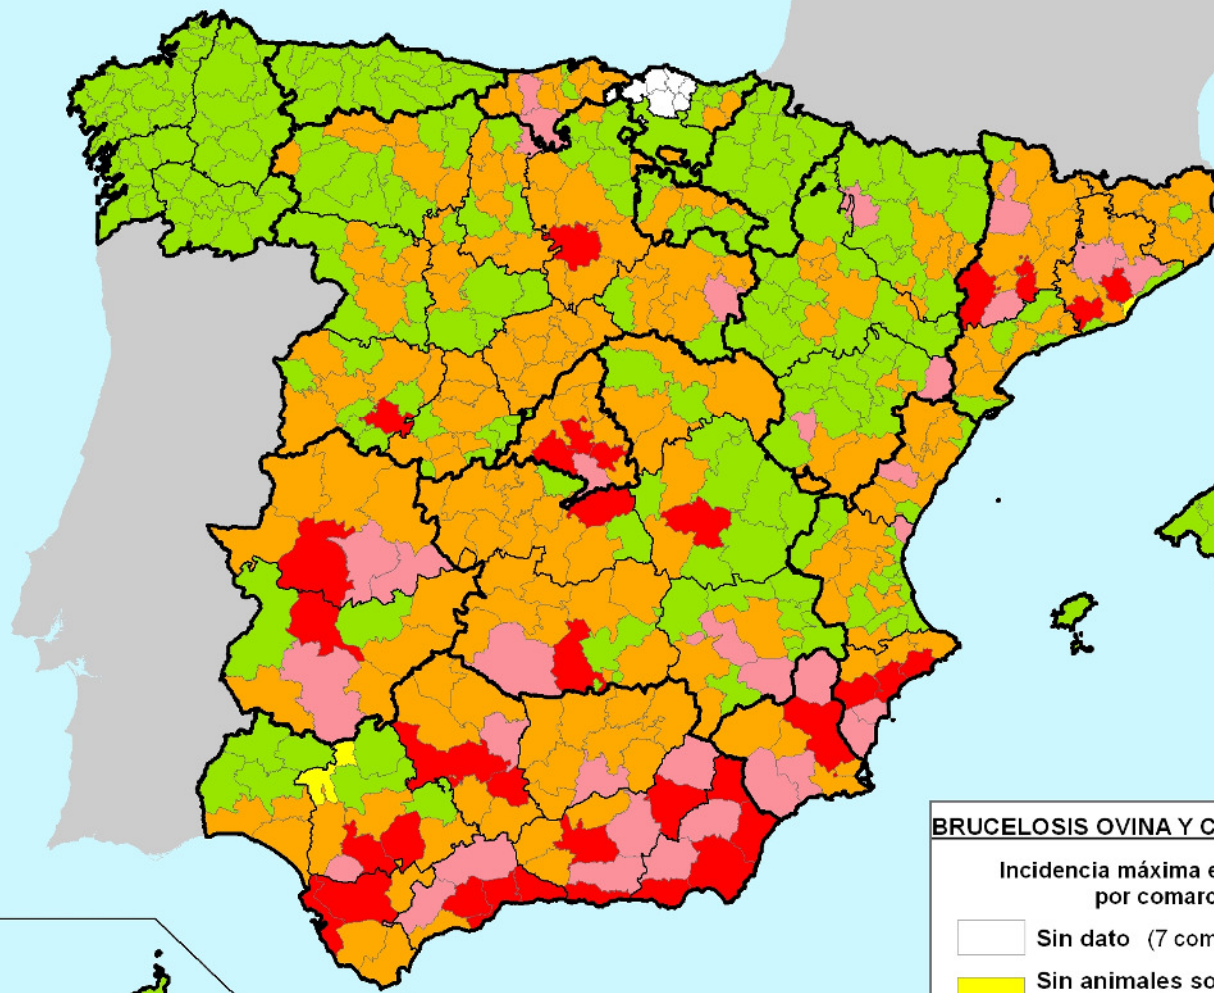 BRUCELOSIS OVINA Y C
Incidencia máxima e
por comarc
Sin dato (7 com
Sin animales so